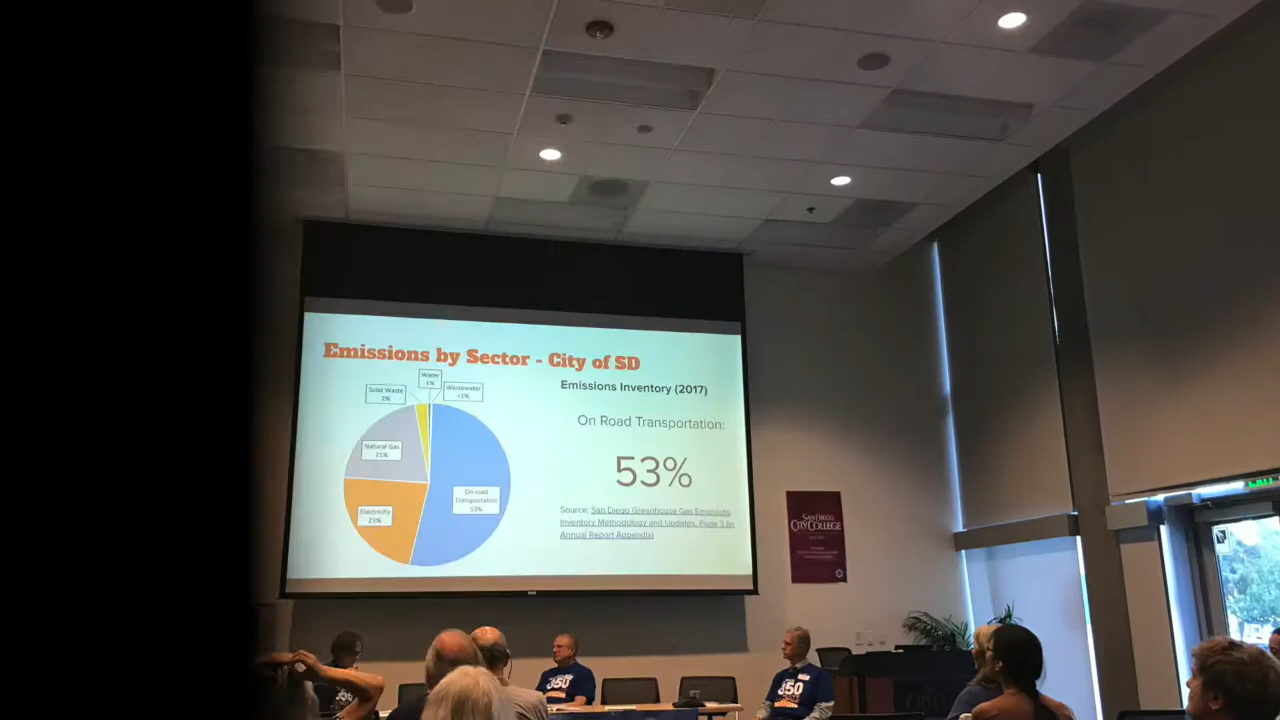 Emissions by Sector - City of SD
Emissions Inventory (2017)
On Road Transportation:
53%
Source: San Diego Greenhouse Gas Emissions
Inventory Methodology and Updates, Page 3 (in
Annual Report Appendix)
Water
1%
Solid Waste
2%
Wastewater
<1%
Natural Gas
21%
On-road
Transportation
53%
Electricity
23%
SAN DIEGO
CITY COLLEGE
EXIT
350
350